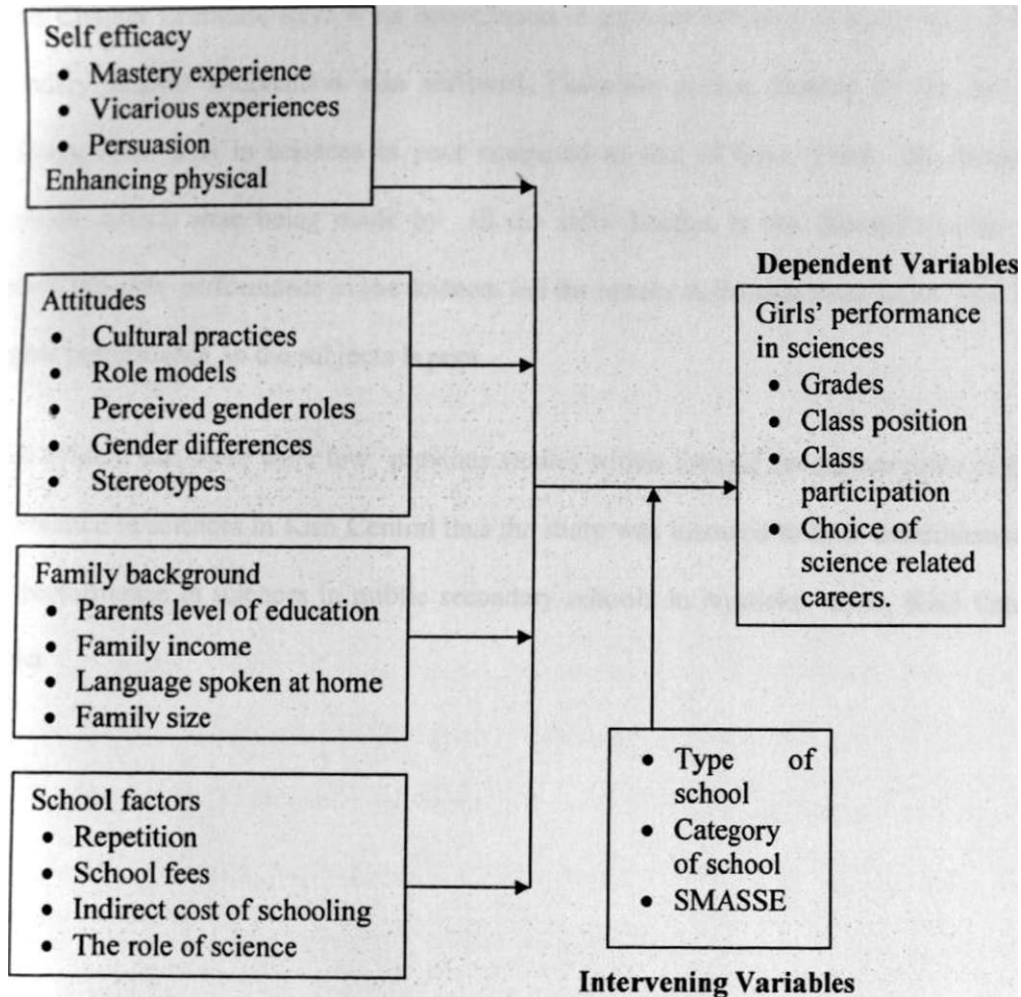 Self efficacy
• Mastery experience
• Vicarious experiences
• Persuasion
Enhancing physical
Attitudes
• Cultural practices
• Role models
• Perceived gender roles
• Gender differences
• Stereotypes
Family background
• Parents level of education
• Family income
• Language spoken at home
• Family size
School factors
• Repetition
• School fees
• Indirect cost of schooling
• The role of science
Dependent Variables
Girls’ performance
in sciences
• Grades
• Class position
• Class
participation
• Choice of
science related
careers.
• Type of
school
• Category
of school
• SMASSE
Intervening Variables